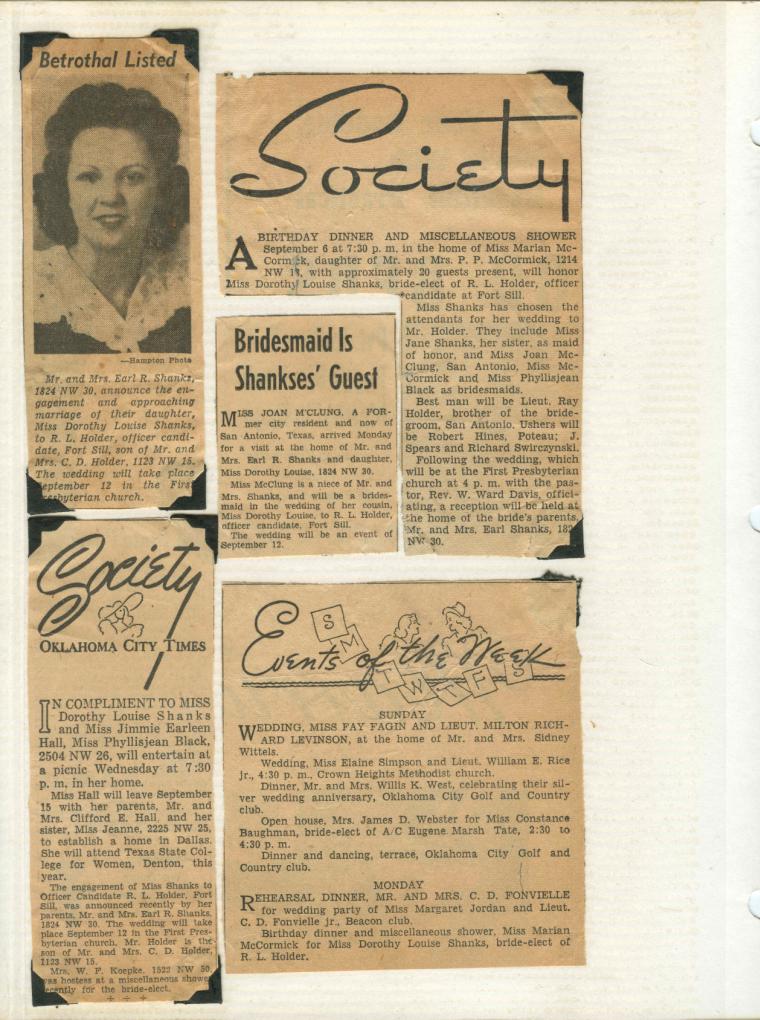 Betrothal Listed
—Hampton Photo
Mr. and Mrs. Earl R. Shanks,
1824 NW 30, announce the en-
gagement and approaching
marriage of their daughter,
Miss Dorothy Louise Shanks,
to R. L. Holder, officer candi-
date, Fort Sill, son of Mr. and
Mrs. C. D. Holder, 1123 NW 15.
The wedding will take place
September 12 in the First
Presbyterian church.
Society
A BIRTHDAY DINNER AND MISCELLANEOUS SHOWER
September 6 at 7:30 p. m. in the home of Miss Marian Mc-
Cormick, daughter of Mr. and Mrs. P. P. McCormick, 1214
NW with approximately 20 guests present, will honor
Miss Dorothy Louise Shanks, bride-elect of R. L. Holder, officer
candidate at Fort Sill.
Miss Shanks has chosen the
attendants for her wedding to
Mr. Holder. They include Miss
Jane Shanks, her sister, as maid
of honor, and Miss Joan Mc-
Clung, San Antonio, Miss Mc-
Cormick and Miss Phyllisjean
Black as bridesmaids.
Best man will be Lieut. Ray
Holder, brother of the bride-
groom, San Antonio. Ushers will
be Robert Hines, Poteau; J.
Spears and Richard Swirczynski.
Following the wedding, which
will be at the First Presbyterian
church at 4 p. m. with the pas-
tor, Rev. W. Ward Davis, offici-
ating, a reception will be held at
the home of the bride's parents,
Mr. and Mrs. Earl Shanks, 182
NW 30.
Bridesmaid Is
Shankses' Guest
MISS JOAN M'CLUNG, A FOR-
mer city resident and now of
San Antonio, Texas, arrived Monday
for a visit at the home of Mr. and
Mrs. Earl R. Shanks and daughter,
Miss Dorothy Louise, 1824 NW 30.
Miss McClung is a niece of Mr. and
Mrs. Shanks, and will be a brides-
maid in the wedding of her cousin,
Miss Dorothy Louise, to R. L. Holder,
officer candidate, Fort Sill.
The wedding will be an event of
September 12.
Society
OKLAHOMA CITY TIMES
IN COMPLIMENT TO MISS
Dorothy Louise Shanks
and Miss Jimmie Earleen
Hall, Miss Phyllisjean Black,
2504 NW 26, will entertain at
a picnic Wednesday at 7:30
p. m. in her home.
Miss Hall will leave September
15 with her parents, Mr. and
Mrs. Clifford E. Hall, and her
sister, Miss Jeanne, 2225 NW 25,
to establish a home in Dallas.
She will attend Texas State Col-
lege for Women, Denton, this
year.
The engagement of Miss Shanks to
Officer Candidate R. L. Holder, Fort
Sill, was announced recently by her
parents, Mr. and Mrs. Earl R. Shanks,
1824 NW 30. The wedding will take
place September 12 in the First Pres-
byterian church. Mr. Holder is the
son of Mr. and Mrs. C. D. Holder,
1123 NW 15.
Mrs. W. F. Koepke, 1522 NW 50,
was hostess at a miscellaneous shower
recently for the bride-elect.
Events of the Week
S M T W T F S
SUNDAY
WEDDING, MISS FAY FAGIN AND LIEUT. MILTON RICH-
ARD LEVINSON, at the home of Mr. and Mrs. Sidney
Wittels.
Wedding, Miss Elaine Simpson and Lieut. William E. Rice
jr., 4:30 p. m., Crown Heights Methodist church.
Dinner, Mr. and Mrs. Willis K. West, celebrating their sil-
ver wedding anniversary, Oklahoma City Golf and Country
club.
Open house, Mrs. James D. Webster for Miss Constance
Baughman, bride-elect of A/C Eugene Marsh Tate, 2:30 to
4:30 p. m.
Dinner and dancing, terrace, Oklahoma City Golf and
Country club.
MONDAY
REHEARSAL DINNER, MR. AND MRS. C. D. FONVIELLE
for wedding party of Miss Margaret Jordan and Lieut.
C. D. Fonvielle jr., Beacon club.
Birthday dinner and miscellaneous shower, Miss Marian
McCormick for Miss Dorothy Louise Shanks, bride-elect of
R. L. Holder.